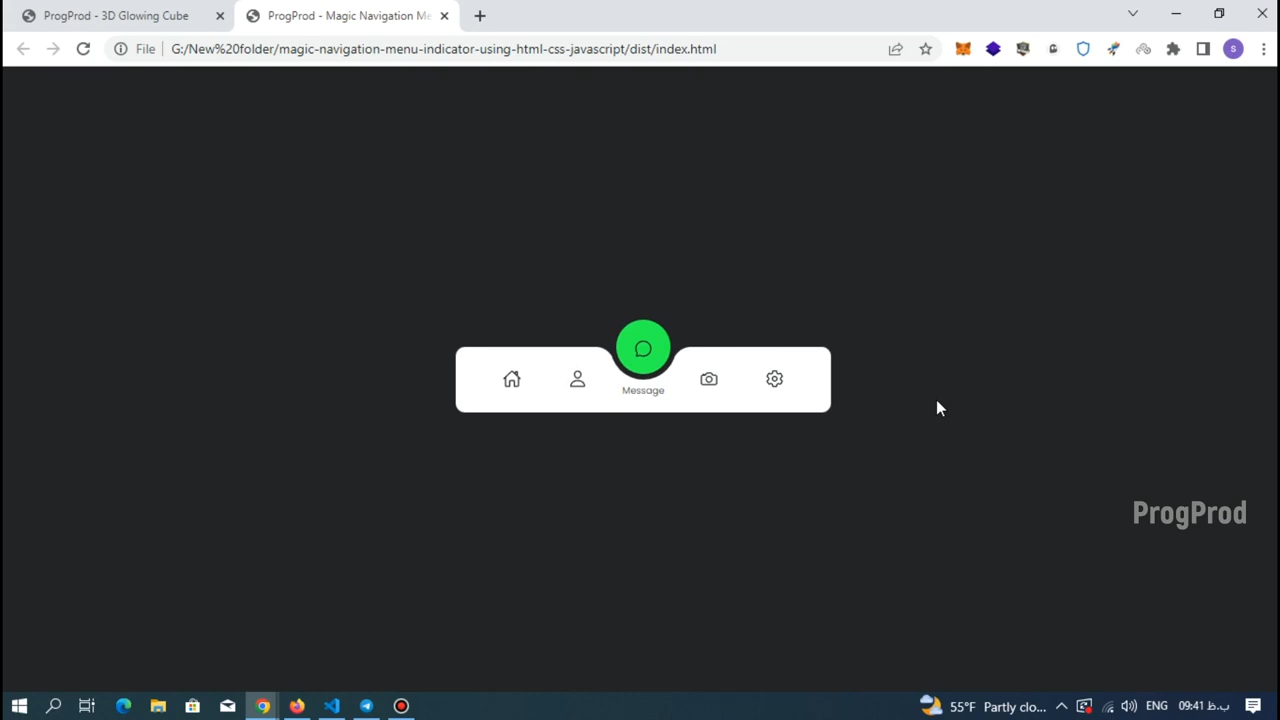 ProgProd - 3D Glowing Cube
ProgProd - Magic Navigation Me
File
G:/New%20folder/magic-navigation-menu-indicator-using-html-css-javascript/dist/index.html
S
Message
ProgProd
55°F Partly clo...
ENG
09:41 ب.ظ